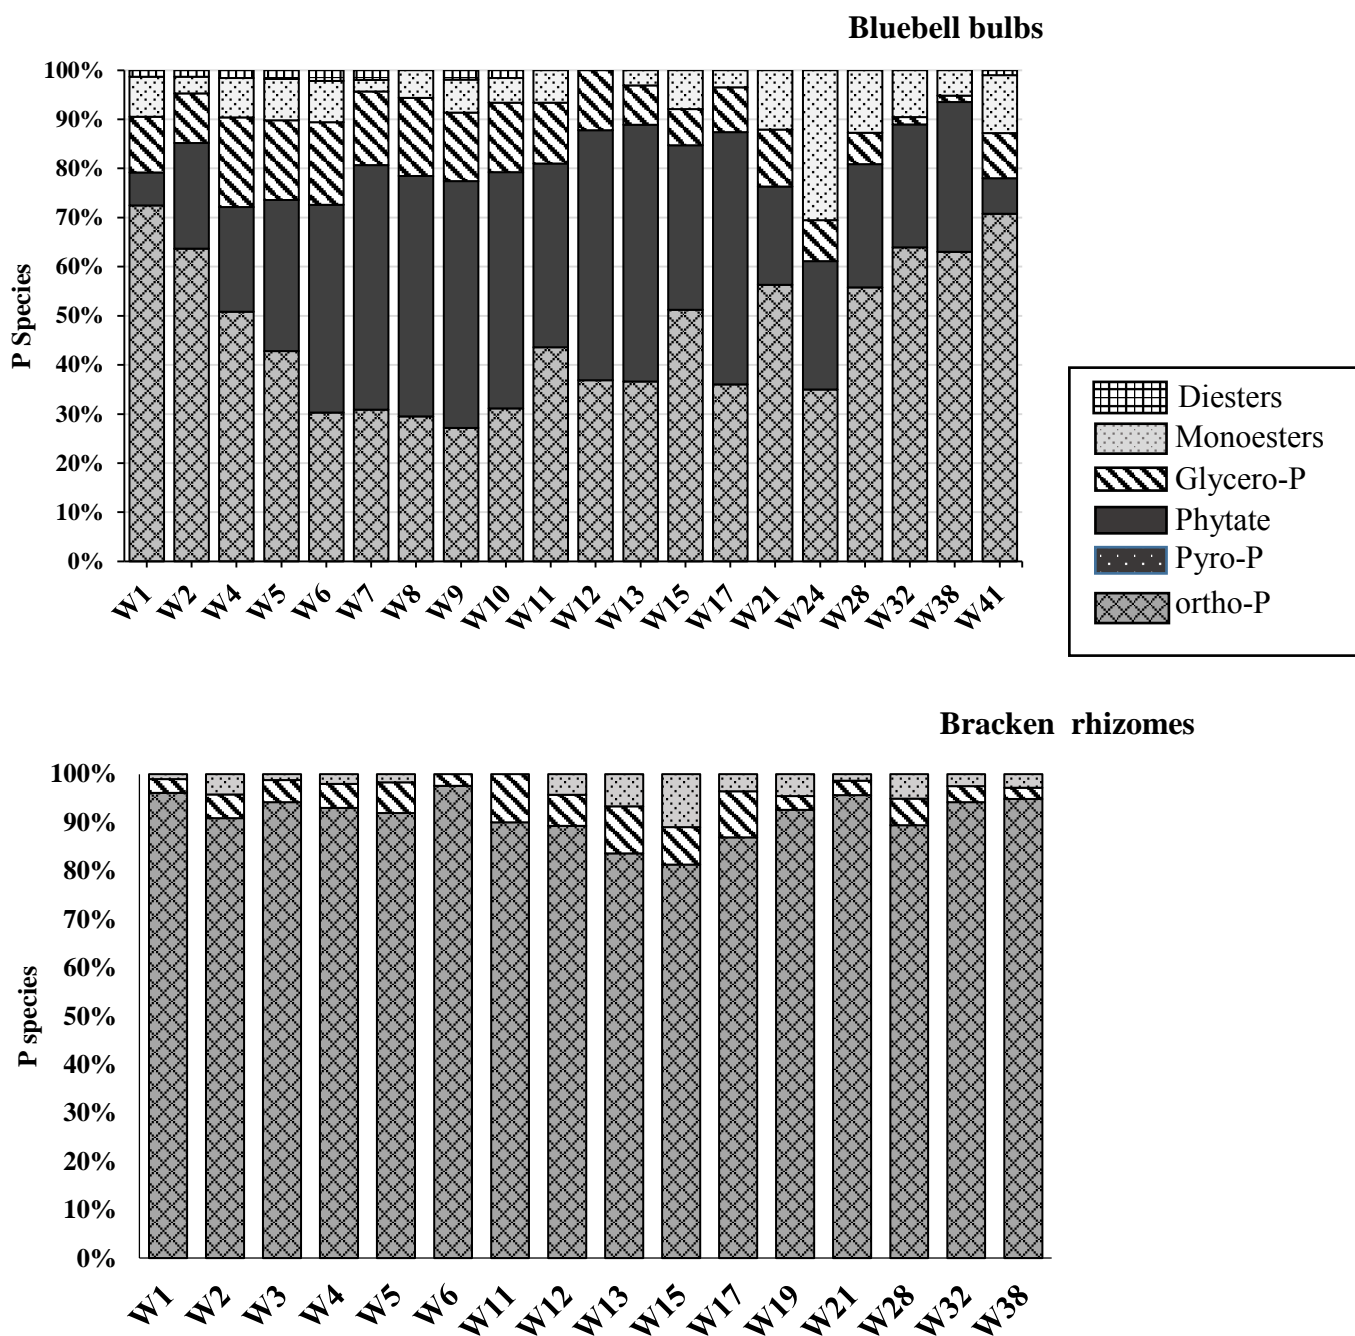 Bluebell bulbs
100%
90%
80%
70%
60%
50%
40%
30%
20%
10%
0%
P Species
W1 W2 W4 W5 W6 W7 W8 W9 W10 W11 W12 W13 W15 W17 W21 W24 W28 W32 W38 W41
Diesters
Monoesters
Glycero-P
Phytate
Pyro-P
ortho-P
Bracken rhizomes
100%
90%
80%
70%
60%
50%
40%
30%
20%
10%
0%
P species
W1 W2 W3 W4 W5 W6 W11 W12 W13 W15 W17 W19 W21 W28 W32 W38